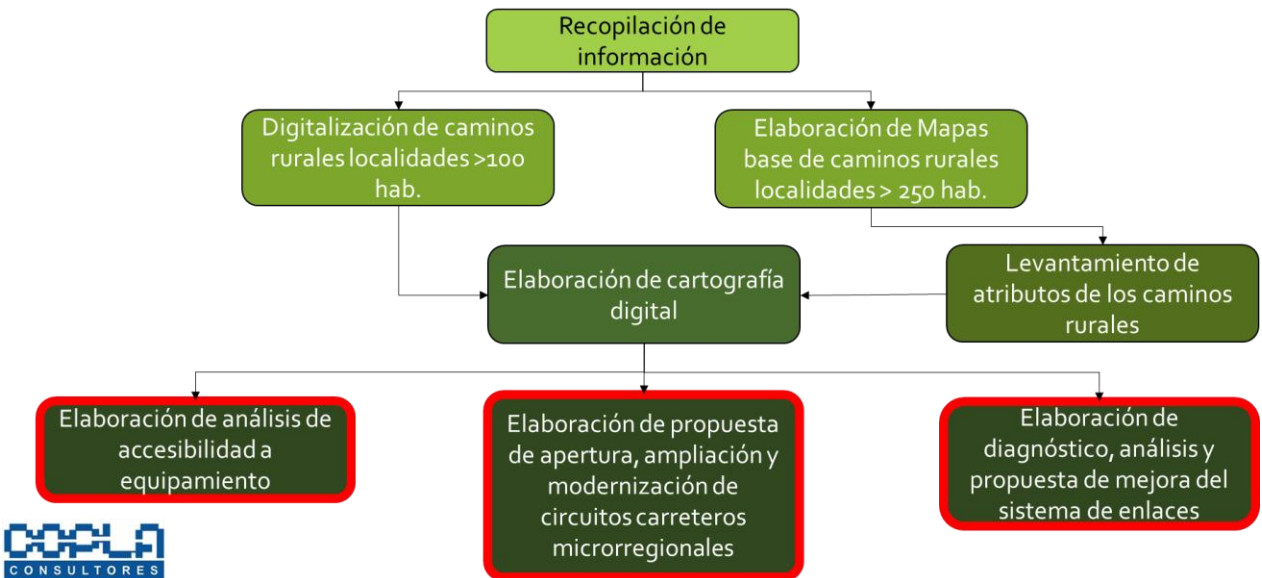 Recopilación de
información
Digitalización de caminos
rurales localidades >100
hab.
Elaboración de Mapas
base de caminos rurales
localidades > 250 hab.
Elaboración de cartografía
digital
Levantamiento de
atributos de los caminos
rurales
Elaboración de análisis de
accesibilidad a
equipamiento
Elaboración de propuesta
de apertura, ampliación y
modernización de
circuitos carreteros
microrregionales
Elaboración de
diagnóstico, análisis y
propuesta de mejora del
sistema de enlaces
COPLA
CONSULTORES